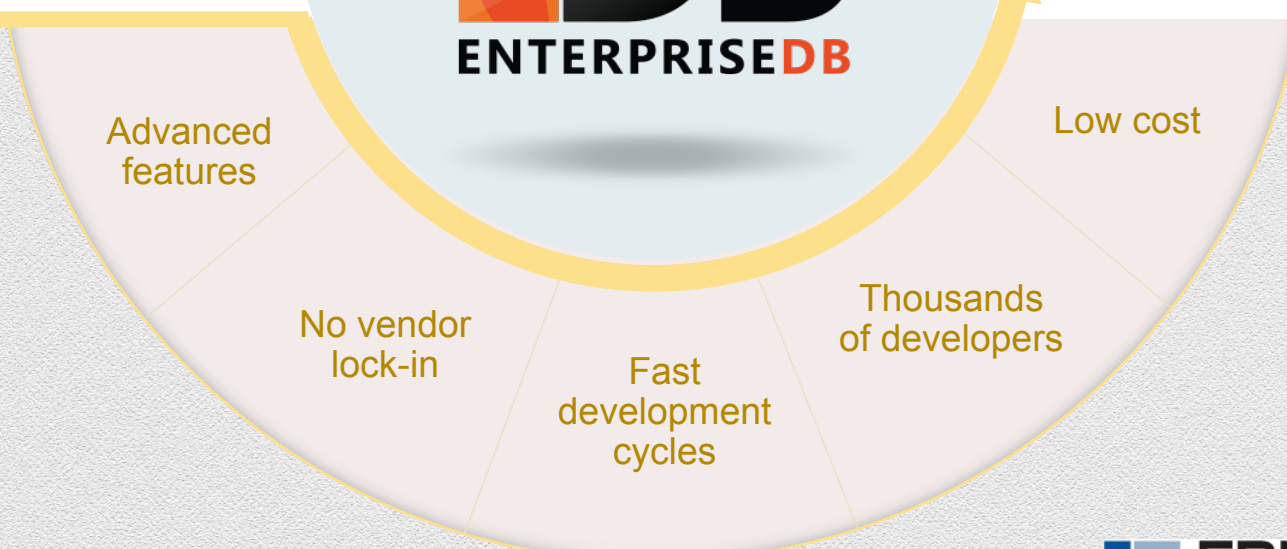 ENTERPRISEDB
Advanced
features
Low cost
No vendor
lock-in
Thousands
of developers
Fast
development
cycles